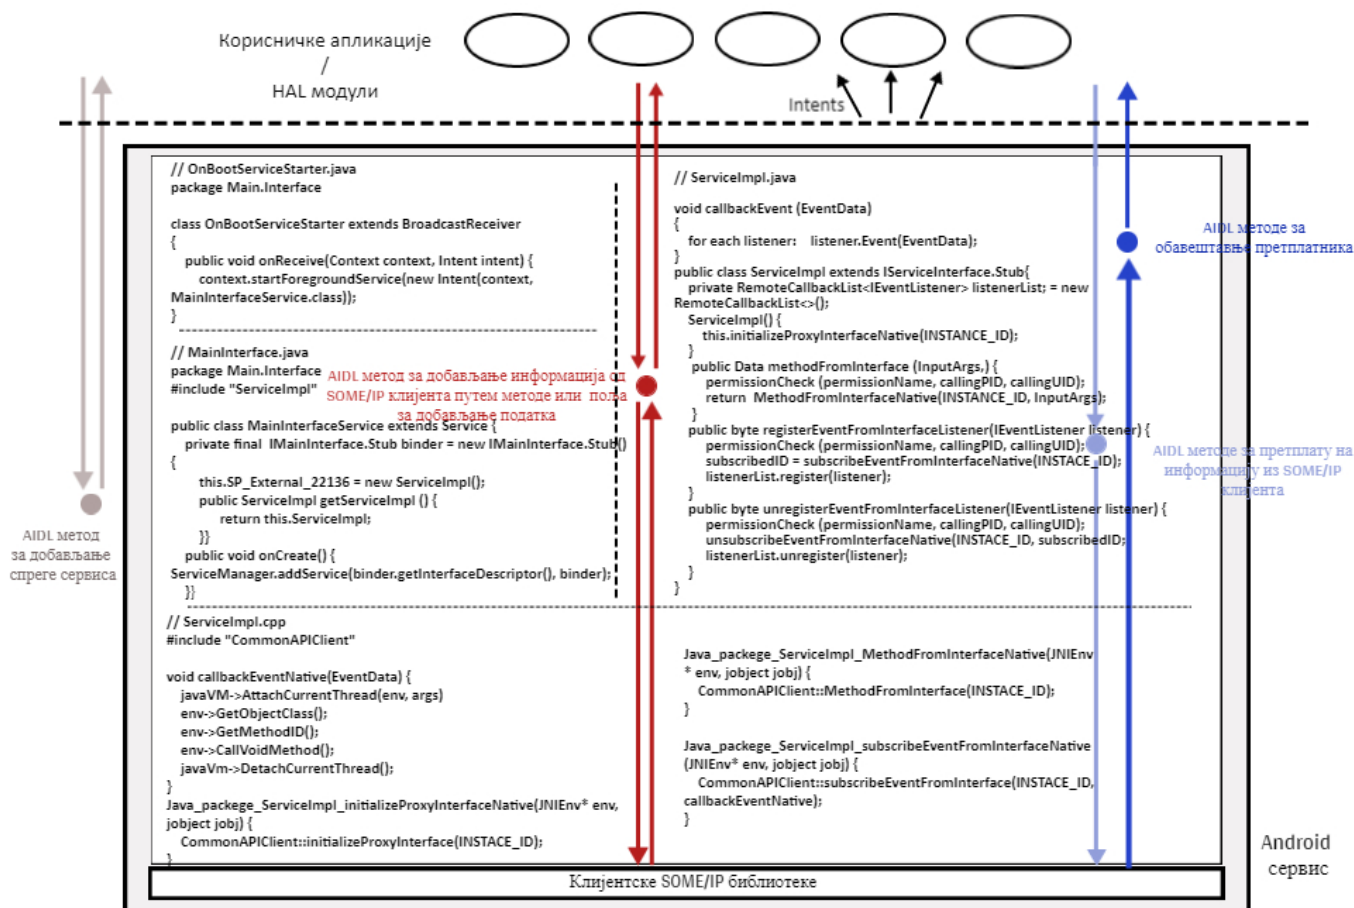 Корисничке апликације
/
HAL модули
Intents
// OnBootServiceStarter.java
package Main.Interface
class OnBootServiceStarter extends BroadcastReceiver
{
public void onReceive(Context context, Intent intent) {
context.startForegroundService(new Intent(context,
MainInterfaceService.class));
}
// MainInterface.java
package Main.Interface
#include "ServiceImpl"
public class MainInterfaceService extends Service {
private final IMainInterface.Stub binder = new IMainInterface.Stub()
{
this.SP_External_22136 = new ServiceImpl();
public ServiceImpl getServiceImpl () {
return this.ServiceImpl;
}}
public void onCreate() {
ServiceManager.addService(binder.getInterfaceDescriptor(), binder);
}}
AIDL метод за добављање информација од
SOME/IP клијента путем методе или поља
за добављање податка
// ServiceImpl.java
void callbackEvent (EventData)
{
for each listener: listener.Event(EventData);
}
public class ServiceImpl extends IServiceInterface.Stub{
private RemoteCallbackList<IEventListener> listenerList; = new
RemoteCallbackList<>();
ServiceImpl() {
this.initializeProxyInterfaceNative(INSTANCE_ID);
}
public Data methodFromInterface (InputArgs,) {
permissionCheck (permissionName, callingPID, callingUID);
return MethodFromInterfaceNative(INSTANCE_ID, InputArgs);
}
public byte registerEventFromInterfaceListener(IEventListener listener) {
permissionCheck (permissionName, callingPID, callingUID);
subscribedID = subscribeEventFromInterfaceNative(INSTACE_ID);
listenerList.register(listener);
}
public byte unregisterEventFromInterfaceListener(IEventListener listener) {
permissionCheck (permissionName, callingPID, callingUID);
unsubscribeEventFromInterfaceNative(INSTACE_ID, subscribedID;
listenerList.unregister(listener);
}
}
AIDL методе за
обавештавње претплатника
AIDL методе за претплату на
информацију из SOME/IP
клијента
AIDL метод
за добављање
спреге сервиса
// ServiceImpl.cpp
#include "CommonAPIClient"
void callbackEventNative(EventData) {
javaVM->AttachCurrentThread(env, args)
env->GetObjectClass();
env->GetMethodID();
env->CallVoidMethod();
javaVm->DetachCurrentThread();
}
Java_packege_ServiceImpl_initializeProxyInterfaceNative(JNIEnv* env,
jobject jobj) {
CommonAPIClient::initializeProxyInterface(INSTACE_ID);
}
Java_packege_ServiceImpl_MethodFromInterfaceNative(JNIEnv
* env, jobject jobj) {
CommonAPIClient::MethodFromInterface(INSTACE_ID);
}
Java_packege_ServiceImpl_subscribeEventFromInterfaceNative
(JNIEnv* env, jobject jobj) {
CommonAPIClient::subscribeEventFromInterface(INSTACE_ID,
callbackEventNative);
}
Android
сервис
Клијентске SOME/IP библиотеке